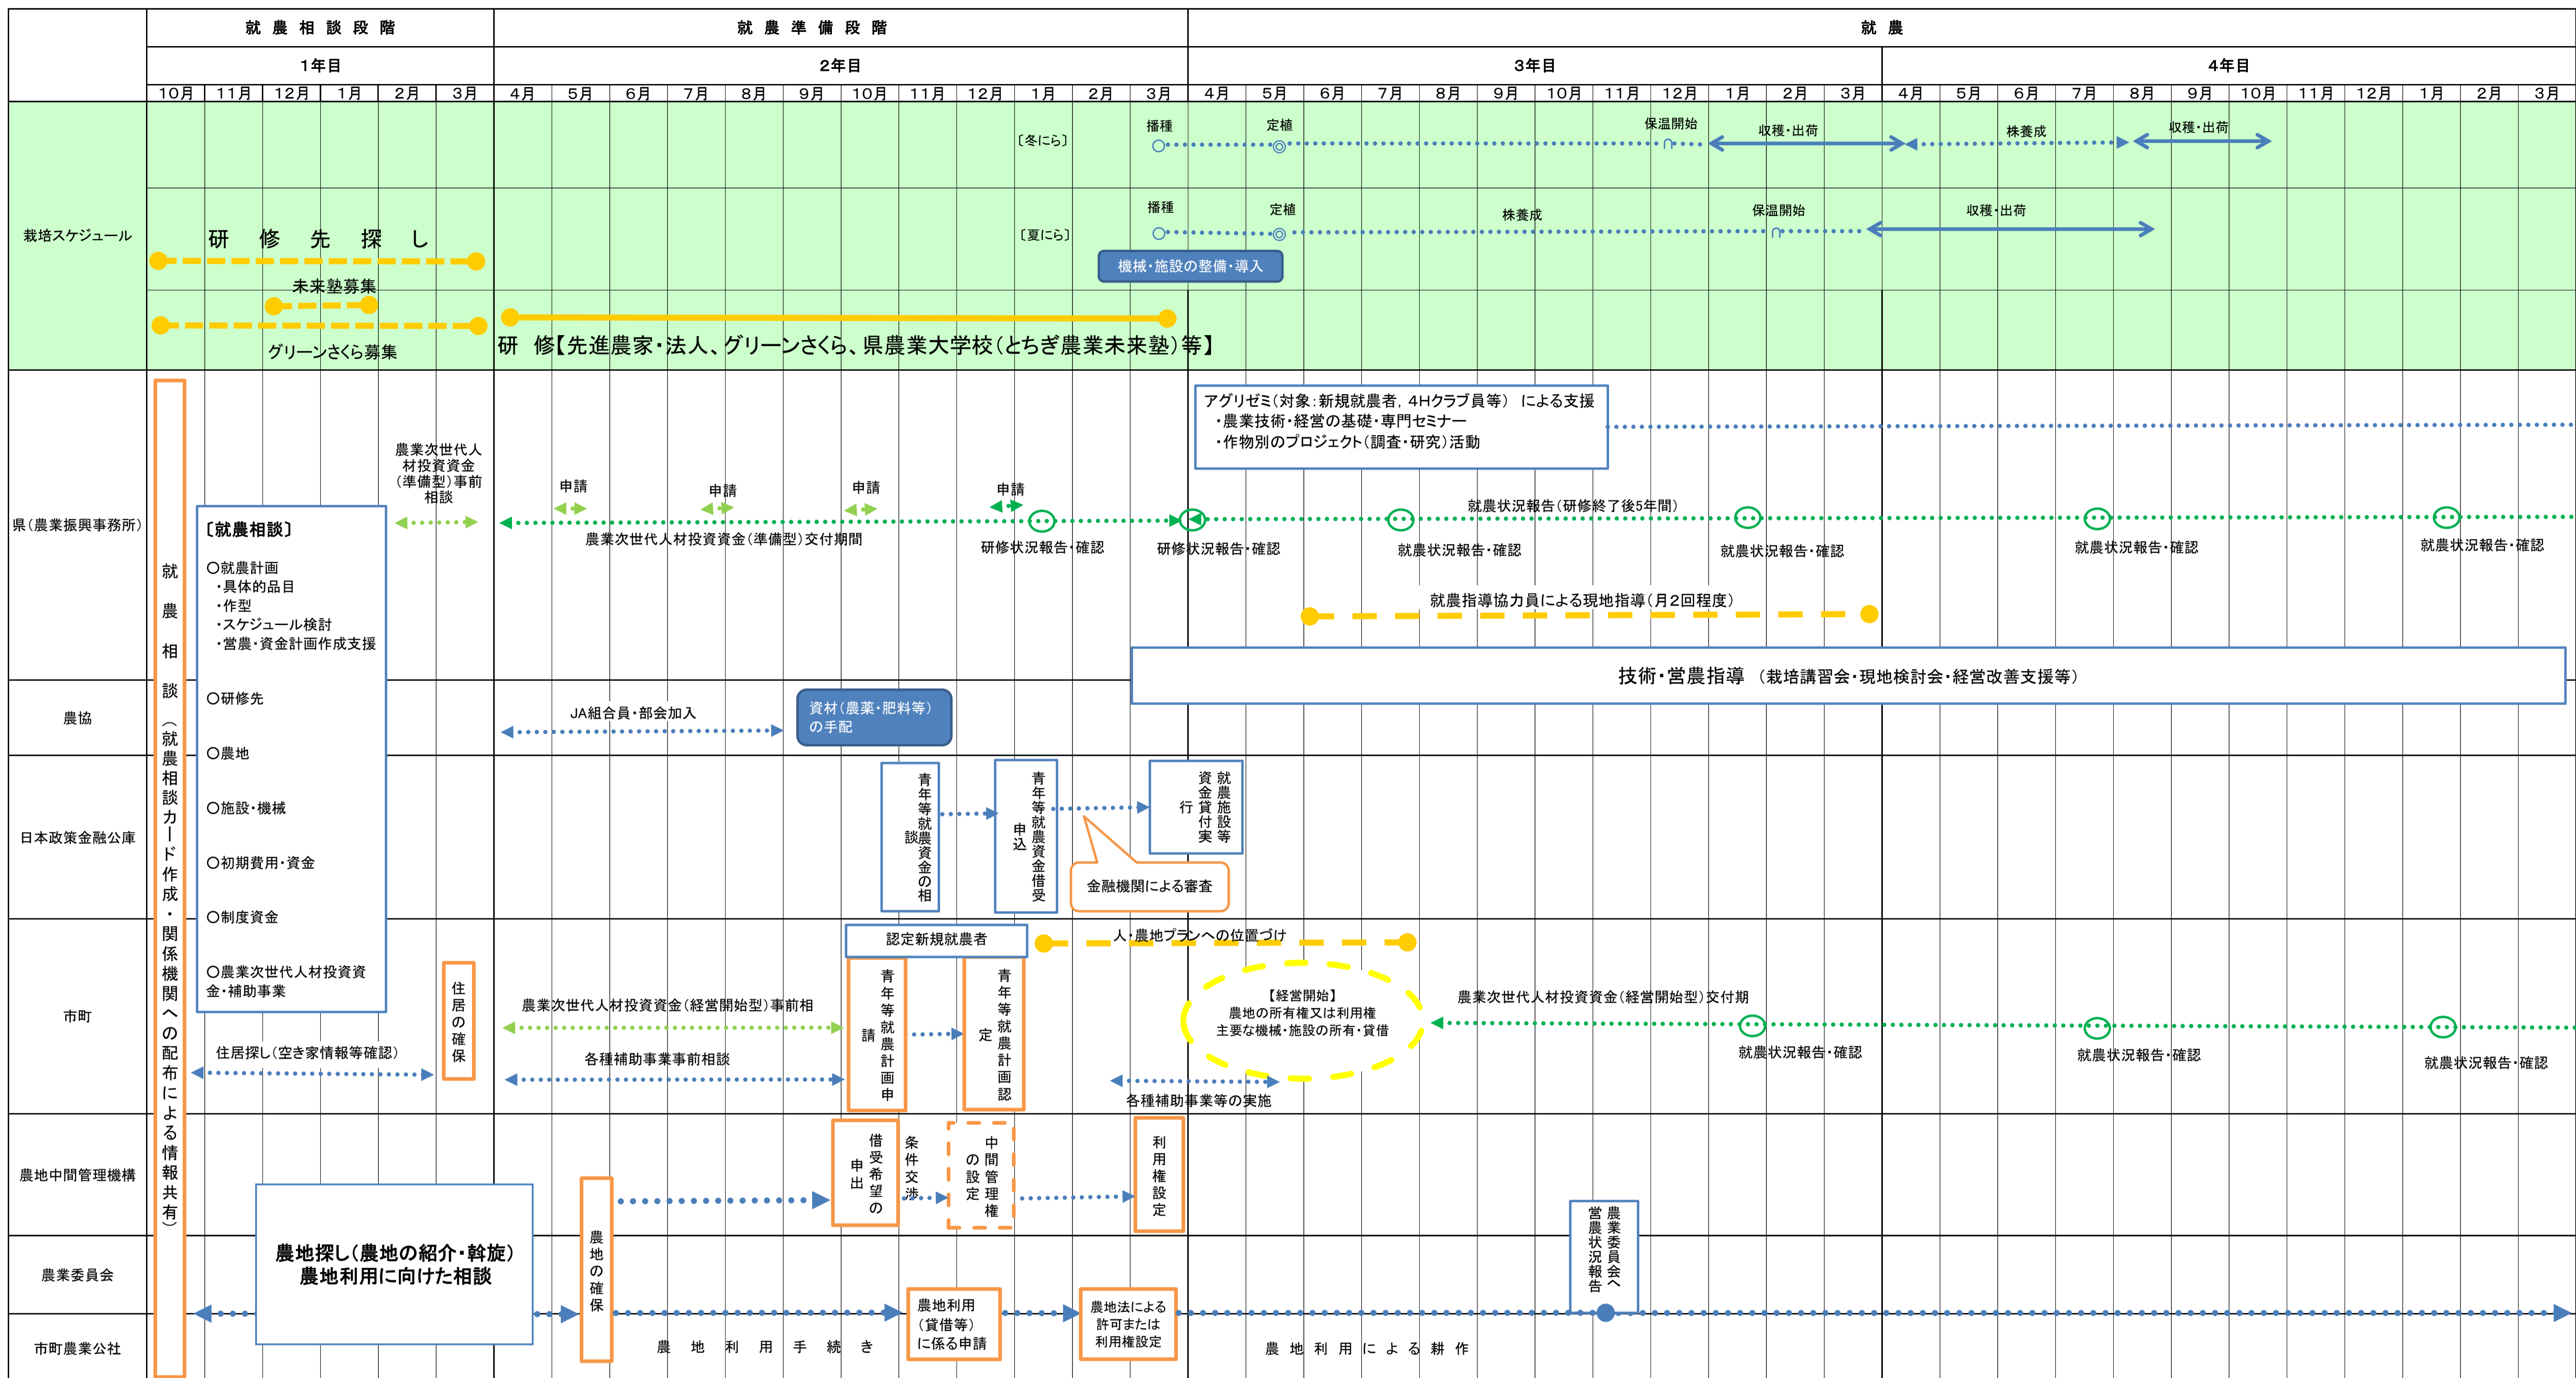 就農相談段階
就農準備段階
就農
1年目
2年目
3年目
4年目
10月 11月 12月 1月 2月 3月 4月 5月 6月 7月 8月 9月 10月 11月 12月 1月 2月 3月 4月 5月 6月 7月 8月 9月 10月 11月 12月 1月 2月 3月 4月 5月 6月 7月 8月 9月 10月 11月 12月 1月 2月 3月
栽培スケジュール
〔冬にら〕
播種
定植
保温開始
収穫・出荷
株養成
収穫・出荷
〔夏にら〕
播種
定植
株養成
保温開始
収穫・出荷
機械・施設の整備・導入
研修先探し
未来塾募集
グリーンさくら募集
研 修【先進農家・法人、グリーンさくら、県農業大学校（とちぎ農業未来塾）等】
就農相談（就農相談カード作成・関係機関への配布による情報共有）
県（農業振興事務所）
〔就農相談〕
○就農計画
・具体的品目
・作型
・スケジュール検討
・営農・資金計画作成支援
○研修先
○農地
○施設・機械
○初期費用・資金
○制度資金
○農業次世代人材投資資
金・補助事業
農業次世代人
材投資資金
（準備型）事前
相談
申請
申請
申請
申請
農業次世代人材投資資金（準備型）交付期間
研修状況報告・確認
研修状況報告・確認
アグリゼミ（対象：新規就農者，4Hクラブ員等） による支援
・農業技術・経営の基礎・専門セミナー
・作物別のプロジェクト（調査・研究）活動
就農状況報告（研修終了後5年間）
就農状況報告・確認
就農状況報告・確認
就農状況報告・確認
就農状況報告・確認
就農指導協力員による現地指導（月２回程度）
技術・営農指導 （栽培講習会・現地検討会・経営改善支援等）
農協
JA組合員・部会加入
資材（農薬・肥料等）
の手配
日本政策金融公庫
青年等就農資金の相
談
青年等就農資金借受
申込
就農施設等
資金貸付実
行
金融機関による審査
市町
住居の確保
住居探し（空き家情報等確認）
農業次世代人材投資資金（経営開始型）事前相
各種補助事業事前相談
認定新規就農者
青年等就農計画申
請
青年等就農計画認
定
人・農地プランへの位置づけ
【経営開始】
農地の所有権又は利用権
主要な機械・施設の所有・貸借
各種補助事業等の実施
農業次世代人材投資資金（経営開始型）交付期
就農状況報告・確認
就農状況報告・確認
就農状況報告・確認
農地中間管理機構
借受希望の
申出
条件交渉
中間管理権
の設定
利用権設定
農業委員会
農地探し（農地の紹介・斡旋）
農地利用に向けた相談
農地の確保
農業委員会へ
営農状況報告
市町農業公社
農地利用手続き
農地利用
（貸借等）
に係る申請
農地法による
許可または
利用権設定
農地利用による耕作